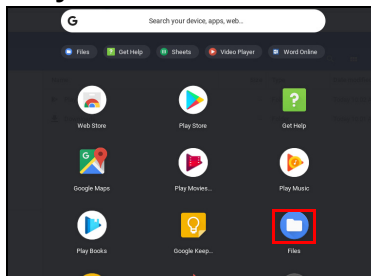 G Search your device, apps, web...
Files Get Help Sheets Video Player Word Online
Web Store Play Store Get Help
Google Maps Play Movies... Play Music
Play Books Google Keep... Files